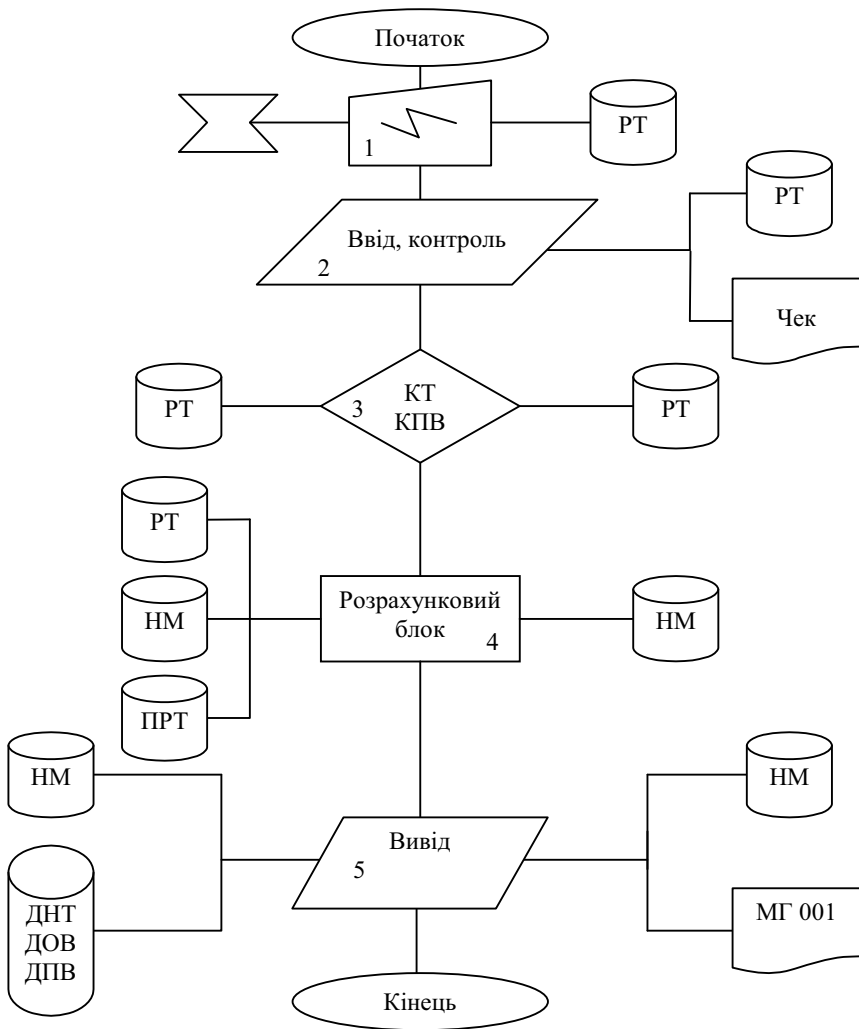 Початок
РТ
1
РТ
Ввід, контроль
2
Чек
РТ
3
КТ
КПВ
РТ
РТ
НМ
Розрахунковий
блок
4
НМ
ПРТ
НМ
НМ
Вивід
5
ДНТ
ДОВ
ДПВ
МГ 001
Кінець